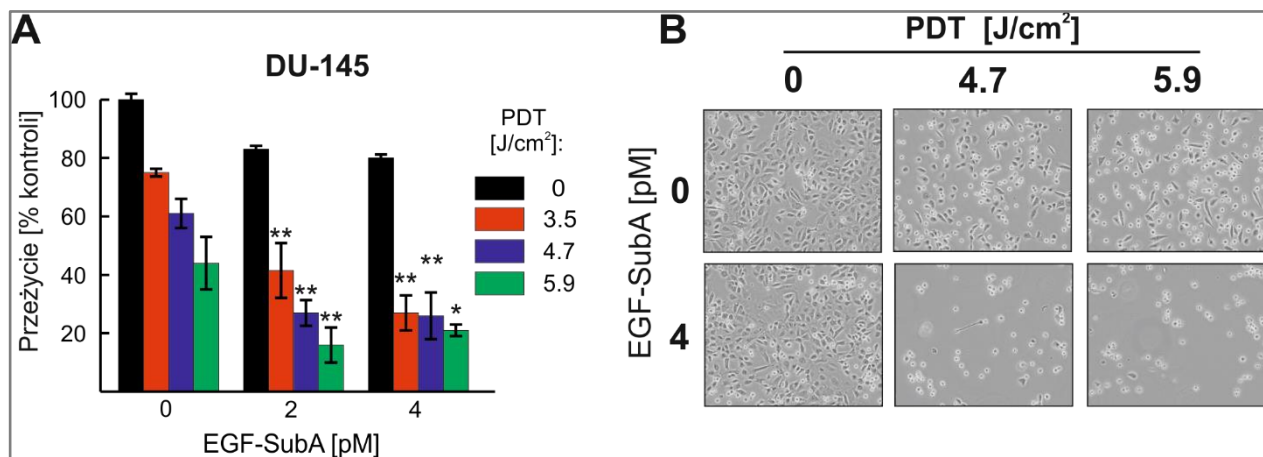 A
DU-145
Przeżycie [% kontroli]
100
80
60
40
20
PDT
[J/cm²]:
0
3.5
4.7
5.9
**
**
**
**
**
*
0 2 4
EGF-SubA [pM]
B
PDT [J/cm²]
0 4.7 5.9
EGF-SubA [pM]
0
4